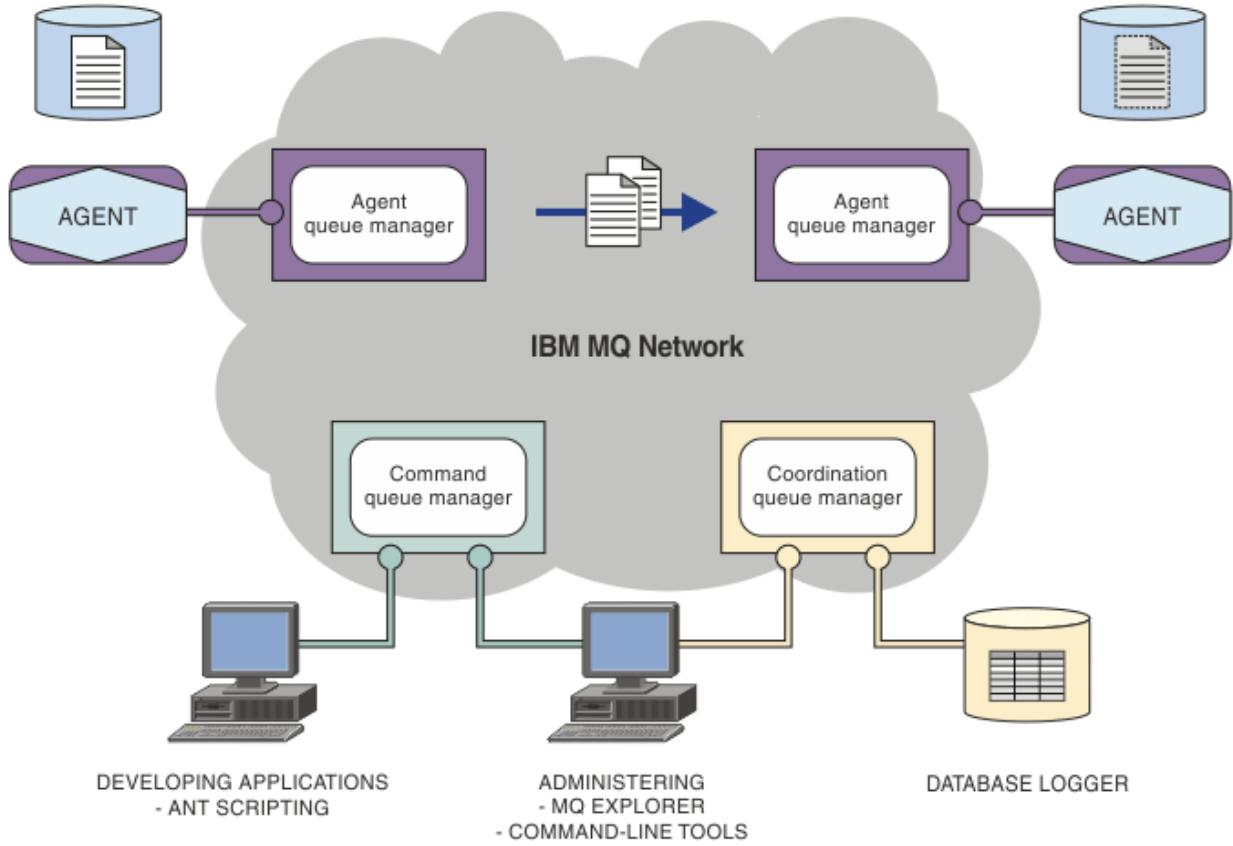 AGENT
Agent
queue manager
Agent
queue manager
AGENT
IBM MQ Network
Command
queue manager
Coordination
queue manager
DEVELOPING APPLICATIONS
- ANT SCRIPTING
ADMINISTERING
- MQ EXPLORER
- COMMAND-LINE TOOLS
DATABASE LOGGER